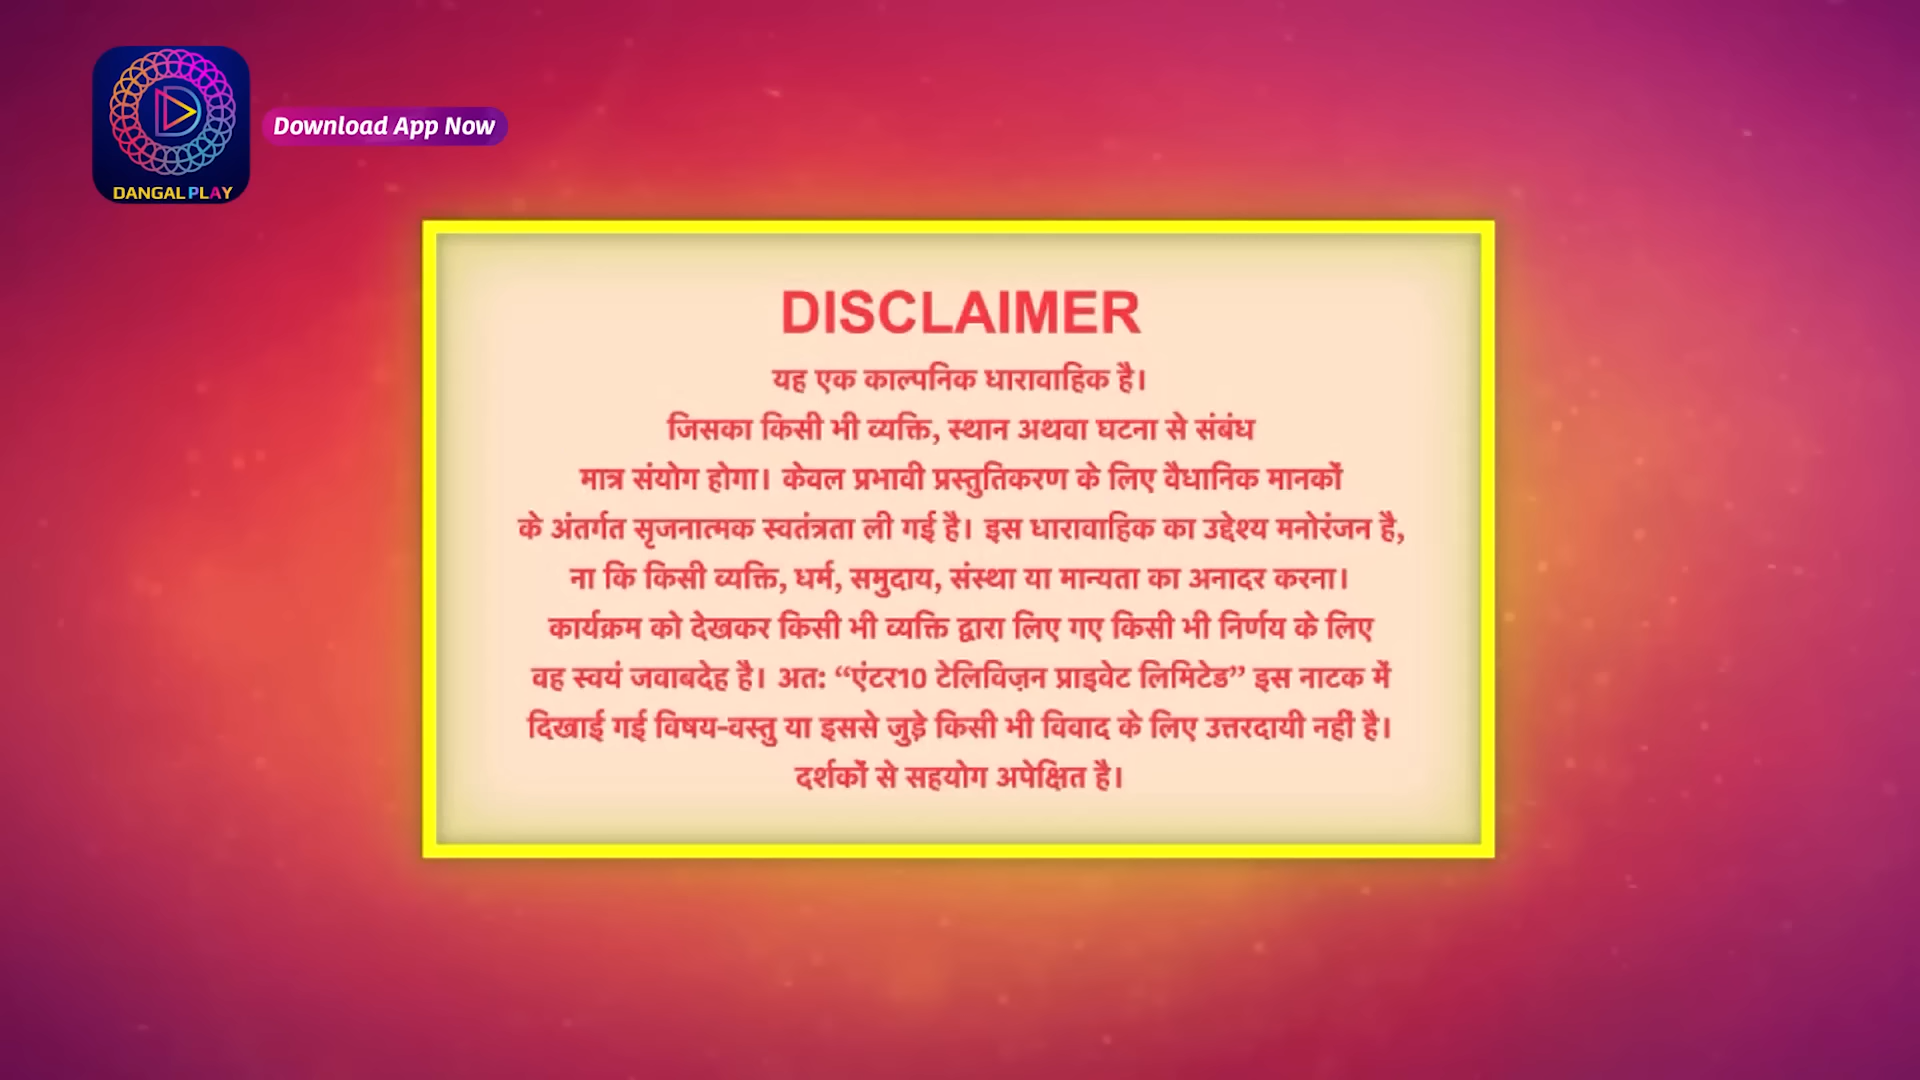 DANGAL PLAY
Download App Now
DISCLAIMER
यह एक काल्पनिक धारावाहिक है।
जिसका किसी भी व्यक्ति, स्थान अथवा घटना से संबंध
मात्र संयोग होगा। केवल प्रभावी प्रस्तुतिकरण के लिए वैधानिक मानकों
के अंतर्गत सृजनात्मक स्वतंत्रता ली गई है। इस धारावाहिक का उद्देश्य मनोरंजन है,
ना कि किसी व्यक्ति, धर्म, समुदाय, संस्था या मान्यता का अनादर करना।
कार्यक्रम को देखकर किसी भी व्यक्ति द्वारा लिए गए किसी भी निर्णय के लिए
वह स्वयं जवाबदेह है। अत: “एंटर10 टेलिविज़न प्राइवेट लिमिटेड” इस नाटक में
दिखाई गई विषय-वस्तु या इससे जुड़े किसी भी विवाद के लिए उत्तरदायी नहीं है।
दर्शकों से सहयोग अपेक्षित है।